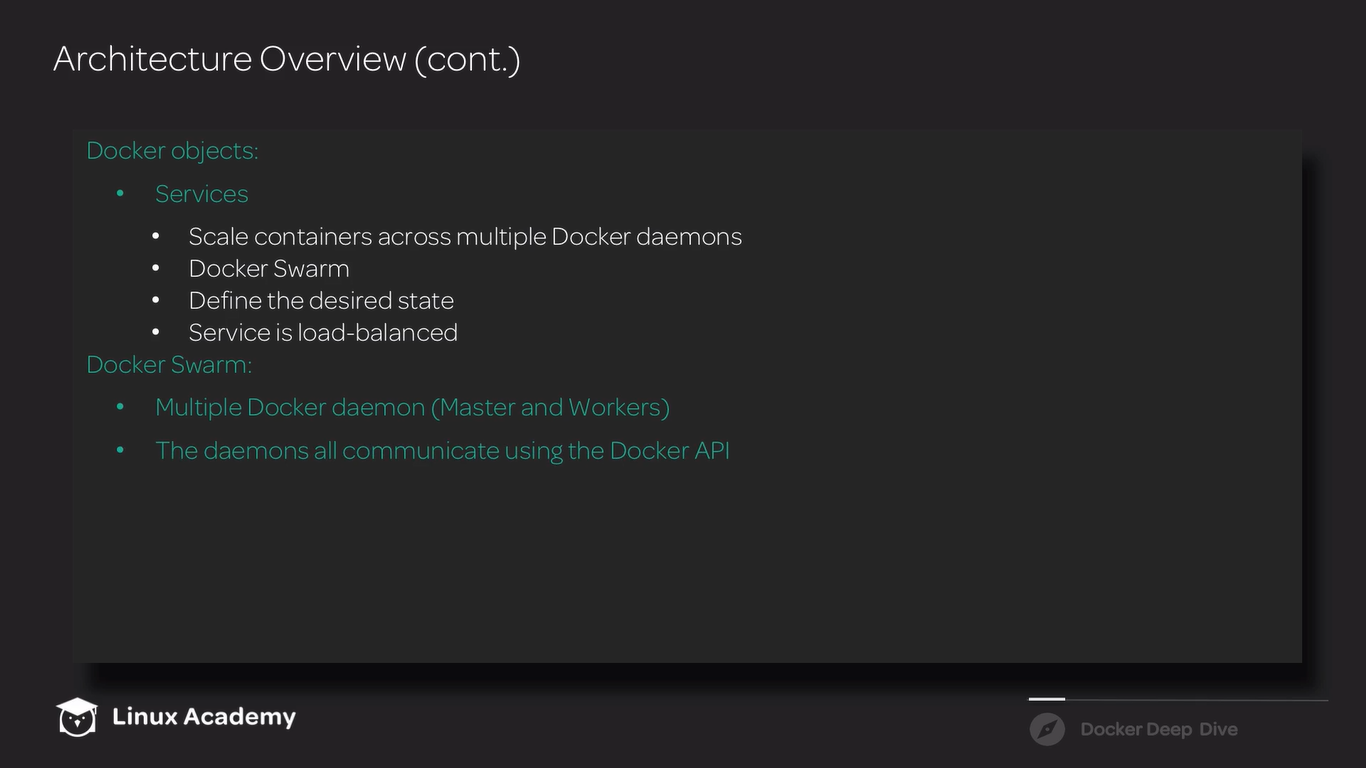 Architecture Overview (cont.)
Docker objects:
• Services
• Scale containers across multiple Docker daemons
• Docker Swarm
• Define the desired state
• Service is load-balanced
Docker Swarm:
• Multiple Docker daemon (Master and Workers)
• The daemons all communicate using the Docker API
Linux Academy
Docker Deep Dive